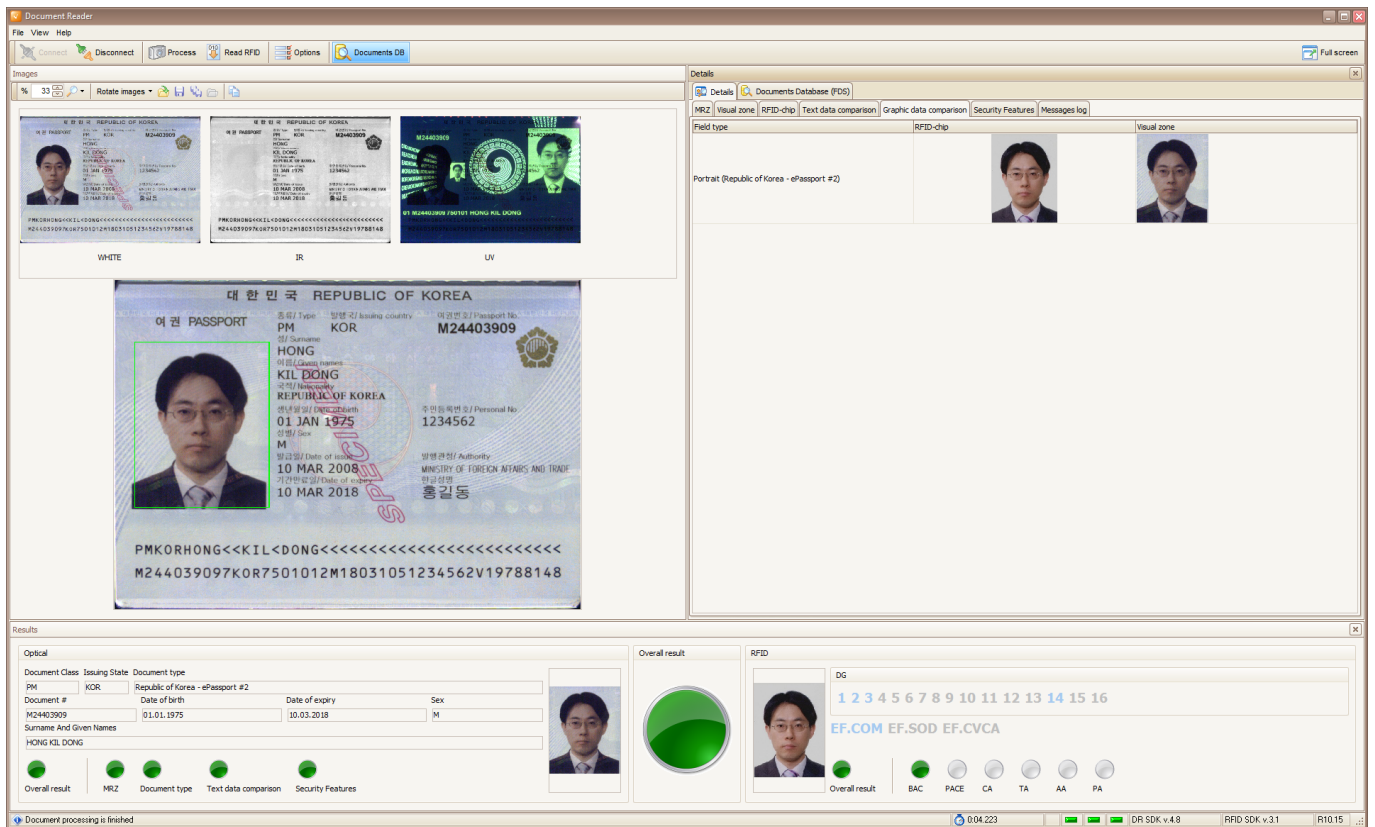 Document Reader
File View Help
Connect Disconnect Process Read RFID Options Documents DB Full screen
Images
% 33 Rotate images
WHITE IR UV
대한민국 REPUBLIC OF KOREA
여권 PASSPORT
종류/ Type 발행국/ Issuing country 여권번호/ Passport No.
PM KOR M24403909
성/ Surname
HONG
이름/ Given names
KIL DONG
국적/ Nationality
REPUBLIC OF KOREA
생년월일/ Date of birth 주민등록번호/ Personal No
01 JAN 1975 1234562
성별/ Sex
M
발급일/ Date of issue 발행관청/ Authority
10 MAR 2008 MINISTRY OF FOREIGN AFFAIRS AND TRADE
기간만료일/ Date of expiry 한글성명
10 MAR 2018 홍길동
SPECIMEN
PMKORHONG<<KIL<DONG<<<<<<<<<<<<<<<<<<<<<<<<<
M244039097KOR7501012M18031051234562V19788148
Details
Details Documents Database (FDS)
MRZ Visual zone RFID-chip Text data comparison Graphic data comparison Security Features Messages log
Field type RFID-chip Visual zone
Portrait (Republic of Korea - ePassport #2)
Results
Optical
Document Class Issuing State Document type
PM KOR Republic of Korea - ePassport #2
Document # Date of birth Date of expiry Sex
M24403909 01.01.1975 10.03.2018 M
Surname And Given Names
HONG KIL DONG
Overall result MRZ Document type Text data comparison Security Features
Overall result
RFID
DG
1 2 3 4 5 6 7 8 9 10 11 12 13 14 15 16
EF.COM EF.SOD EF.CVCA
Overall result BAC PACE CA TA AA PA
Document processing is finished 0:04.223 DR SDK v.4.8 RFID SDK v.3.1 R10.15